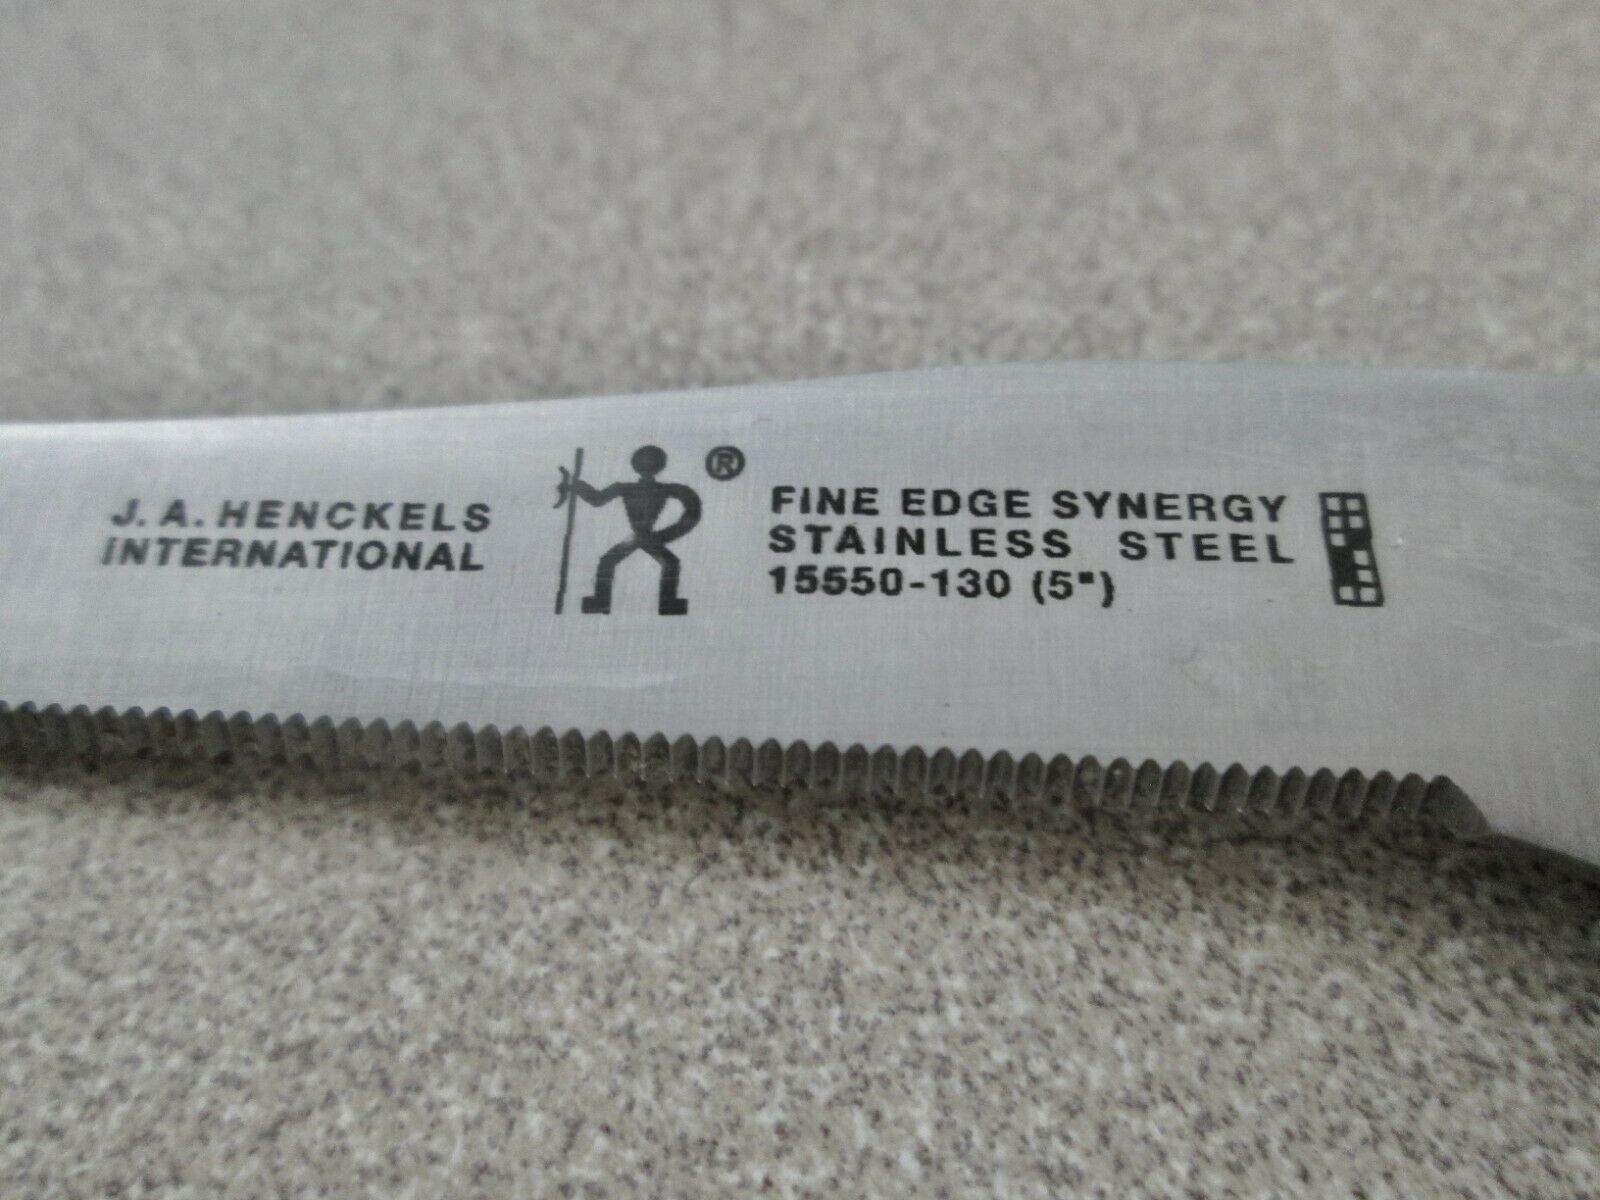 J. A. HENCKELS
INTERNATIONAL
®
FINE EDGE SYNERGY
STAINLESS STEEL
15550-130 (5")